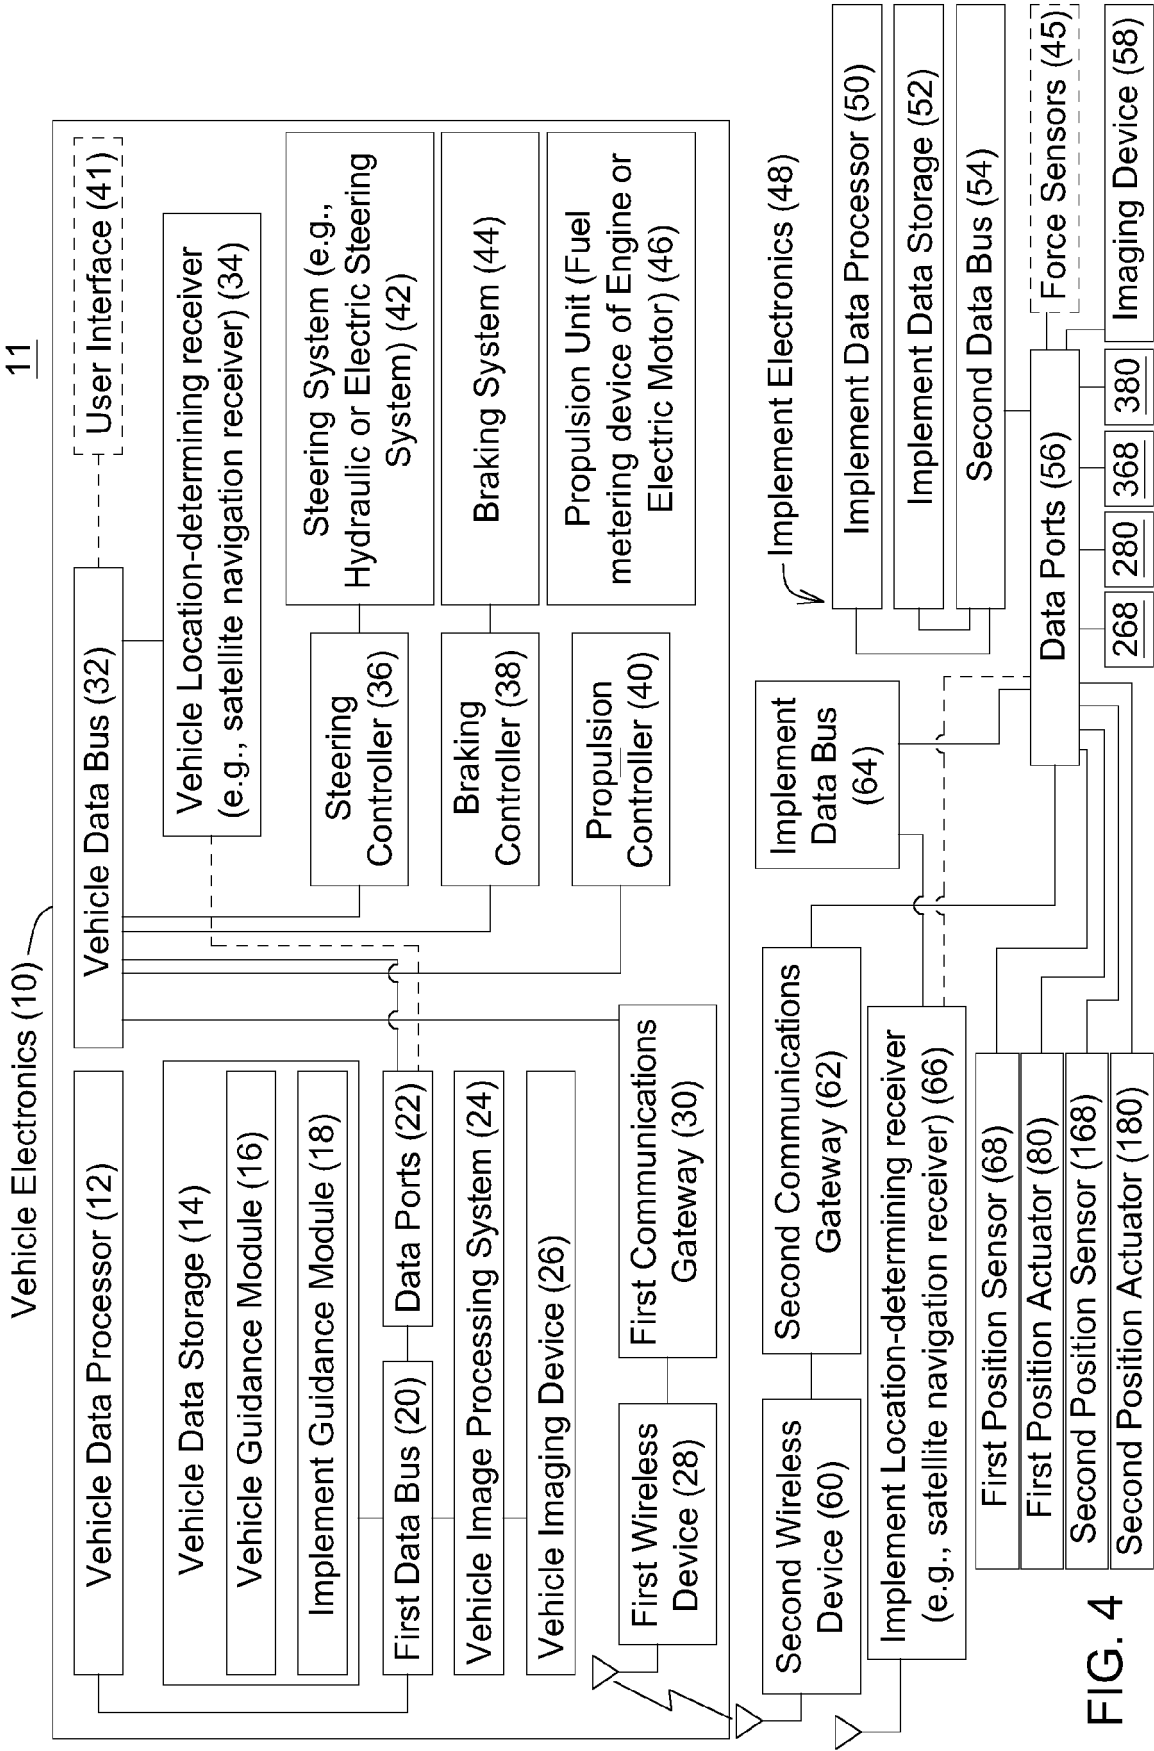 11
Vehicle Electronics (10)
Vehicle Data Processor (12)
Vehicle Data Bus (32)
User Interface (41)
Vehicle Data Storage (14)
Vehicle Guidance Module (16)
Implement Guidance Module (18)
Vehicle Location-determining receiver
(e.g., satellite navigation receiver) (34)
First Data Bus (20)
Data Ports (22)
Steering
Controller (36)
Steering System (e.g.,
Hydraulic or Electric Steering
System) (42)
Vehicle Image Processing System (24)
Vehicle Imaging Device (26)
Braking
Controller (38)
Braking System (44)
Propulsion
Controller (40)
Propulsion Unit (Fuel
metering device of Engine or
Electric Motor) (46)
First Wireless
Device (28)
First Communications
Gateway (30)
Second Wireless
Device (60)
Second Communications
Gateway (62)
Implement
Data Bus
(64)
Implement Electronics (48)
Implement Data Processor (50)
Implement Data Storage (52)
Second Data Bus (54)
Implement Location-determining receiver
(e.g., satellite navigation receiver) (66)
Data Ports (56)
Force Sensors (45)
First Position Sensor (68)
First Position Actuator (80)
Second Position Sensor (168)
Second Position Actuator (180)
268
280
368
380
Imaging Device (58)
FIG. 4